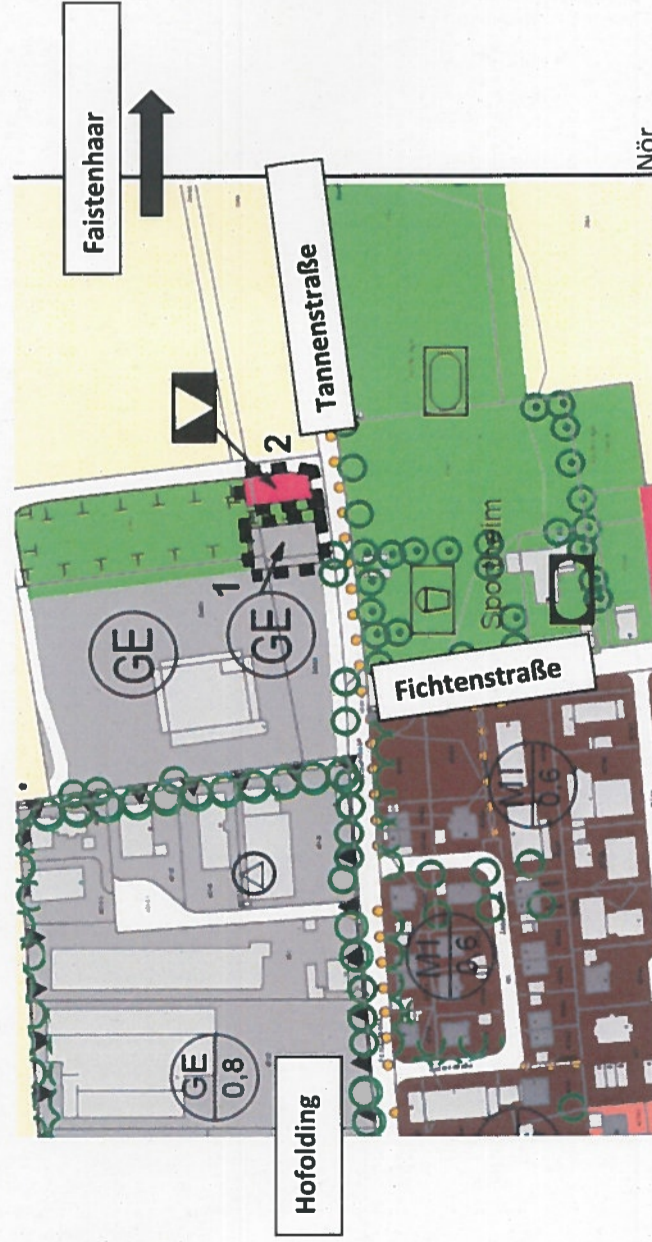 Faistenhaar
Tannenstraße
2
1
GE
GE
Fichtenstraße
Sportheim
MI
0.6
MI
0.6
GE
0,8
Hofolding
Nör